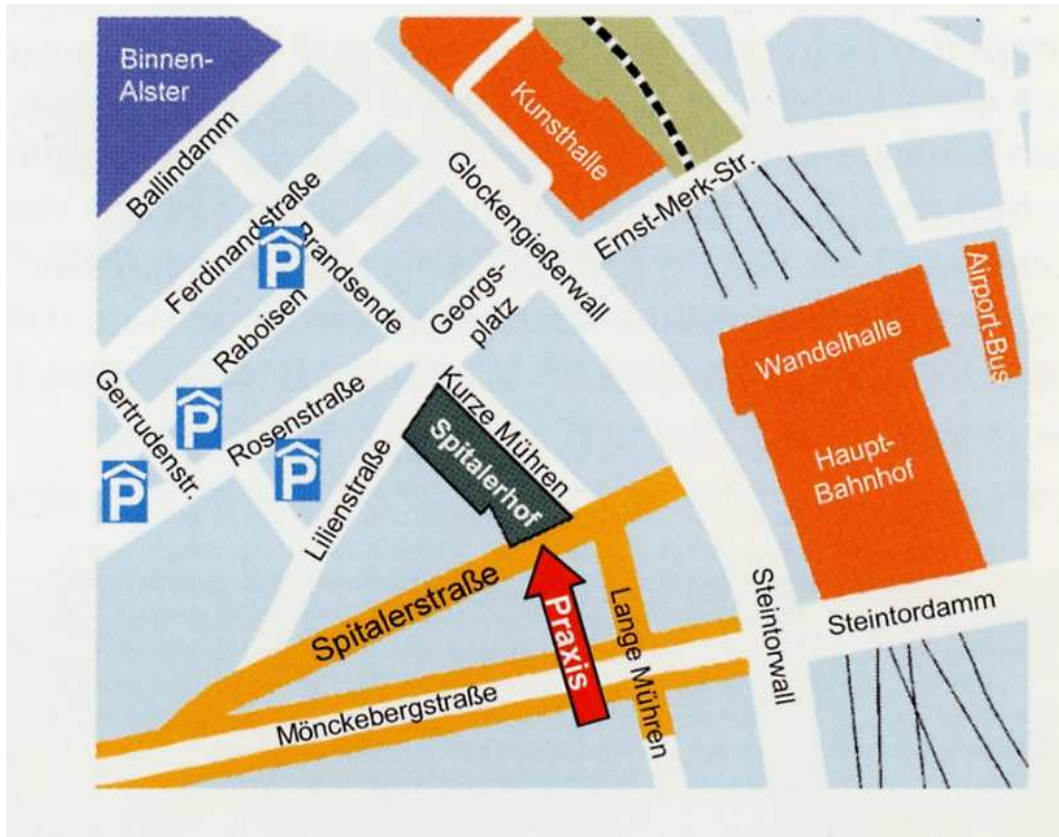 Binnen-
Alster
Ballindamm
Kunsthalle
Glockengießerwall
Ernst-Merk-Str.
Ferdinandstraße
Brandsende
P
Georgs-
platz
Raboisen
Airport-Bus
Wandelhalle
Gertrudenstr.
P
Rosenstraße
Kurze Mühren
P
P
Spitalerhof
Haupt-
Bahnhof
Lilienstraße
Spitalerstraße
Praxis
Lange Mühren
Steintorwall
Steintordamm
Mönckebergstraße